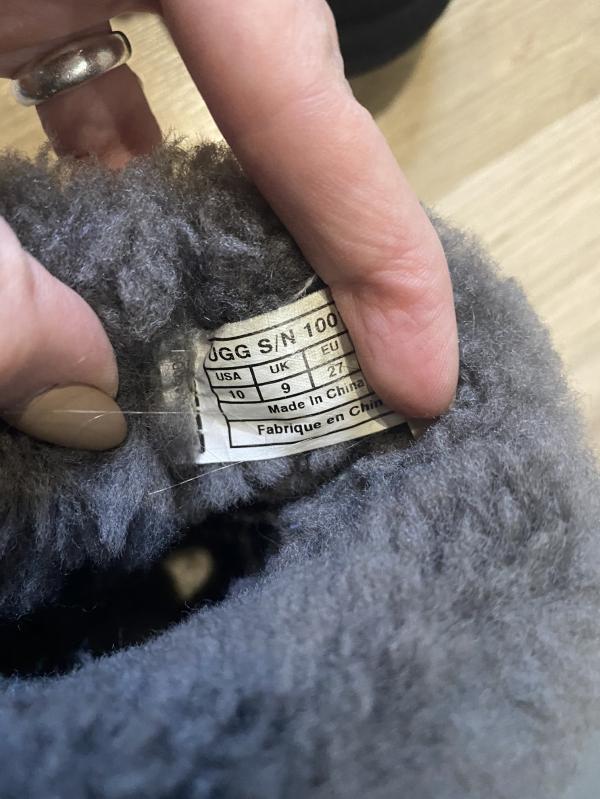 UGG S/N 100
USA UK EU
10 9 27
Made In China
Fabrique en Chin